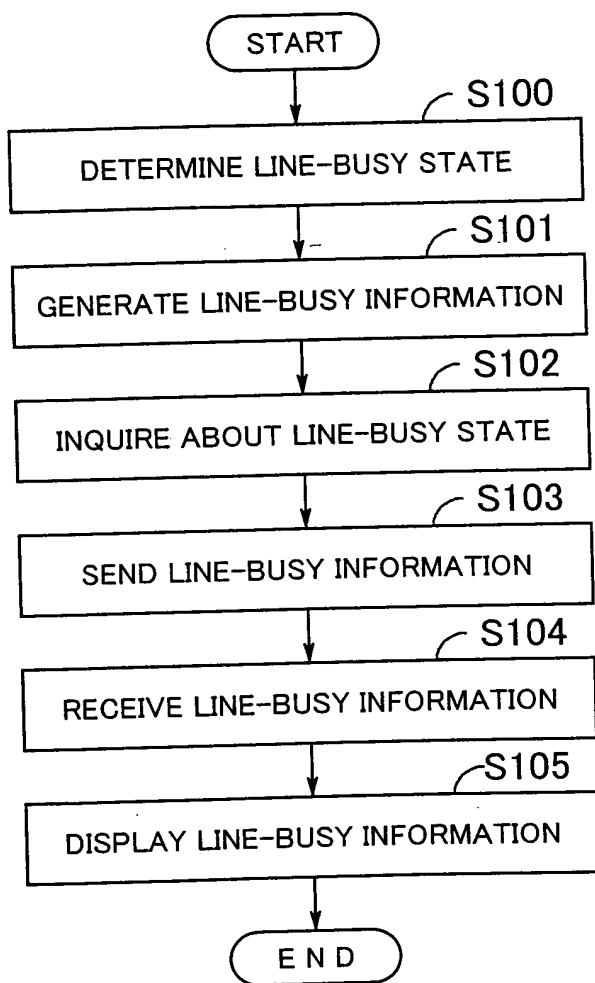 START
S100
DETERMINE LINE-BUSY STATE
S101
GENERATE LINE-BUSY INFORMATION
S102
INQUIRE ABOUT LINE-BUSY STATE
S103
SEND LINE-BUSY INFORMATION
S104
RECEIVE LINE-BUSY INFORMATION
S105
DISPLAY LINE-BUSY INFORMATION
END